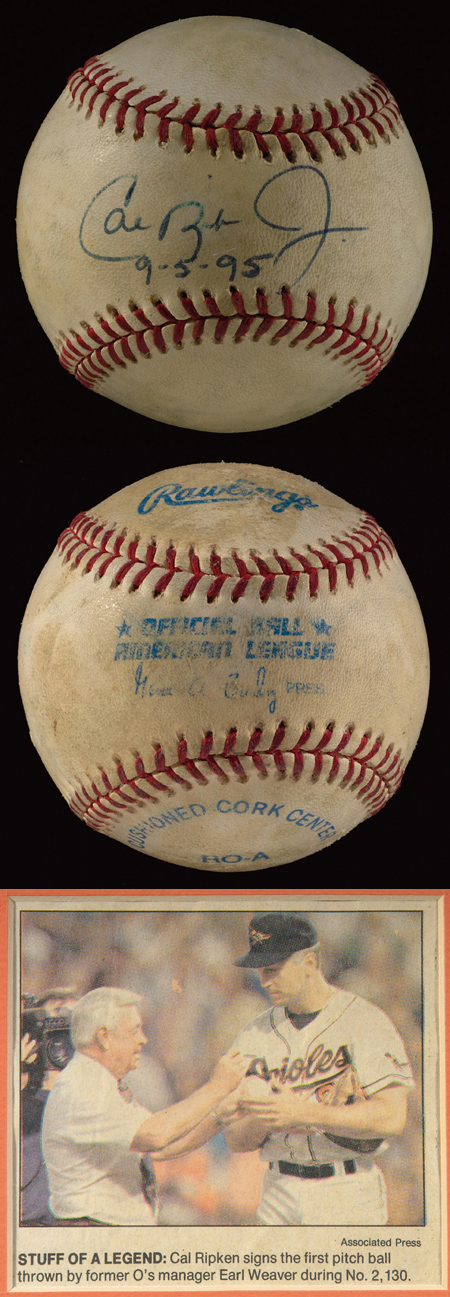 Cal Ripken Jr.
9-5-95
Rawlings
★ OFFICIAL BALL ★
AMERICAN LEAGUE
PRES.
CUSHIONED CORK CENTER
RO-A
Orioles
Associated Press
STUFF OF A LEGEND: Cal Ripken signs the first pitch ball
thrown by former O's manager Earl Weaver during No. 2,130.